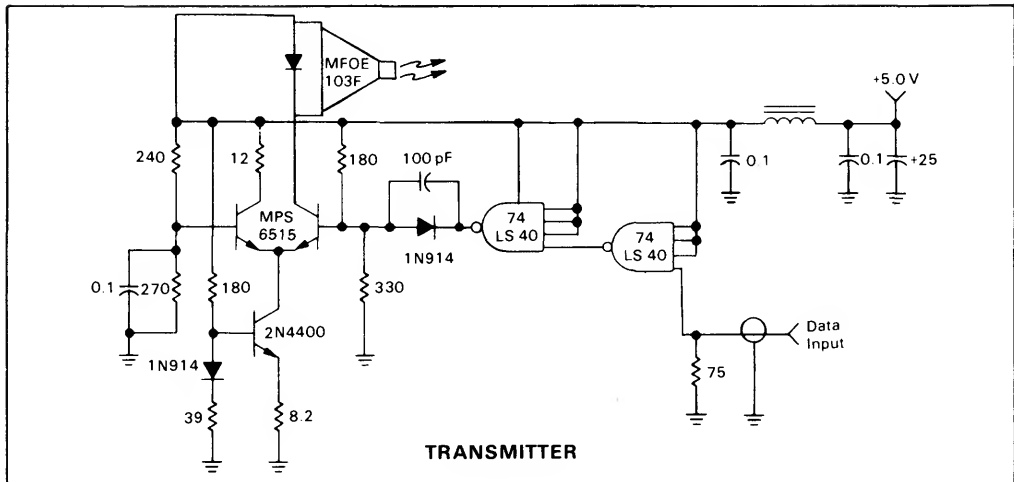 MFOE
103F
+5.0 V
240
12
180
100 pF
0.1
0.1
+25
MPS
6515
74
LS 40
74
LS 40
1N914
0.1
270
180
330
2N4400
Data
Input
1N914
75
39
8.2
TRANSMITTER